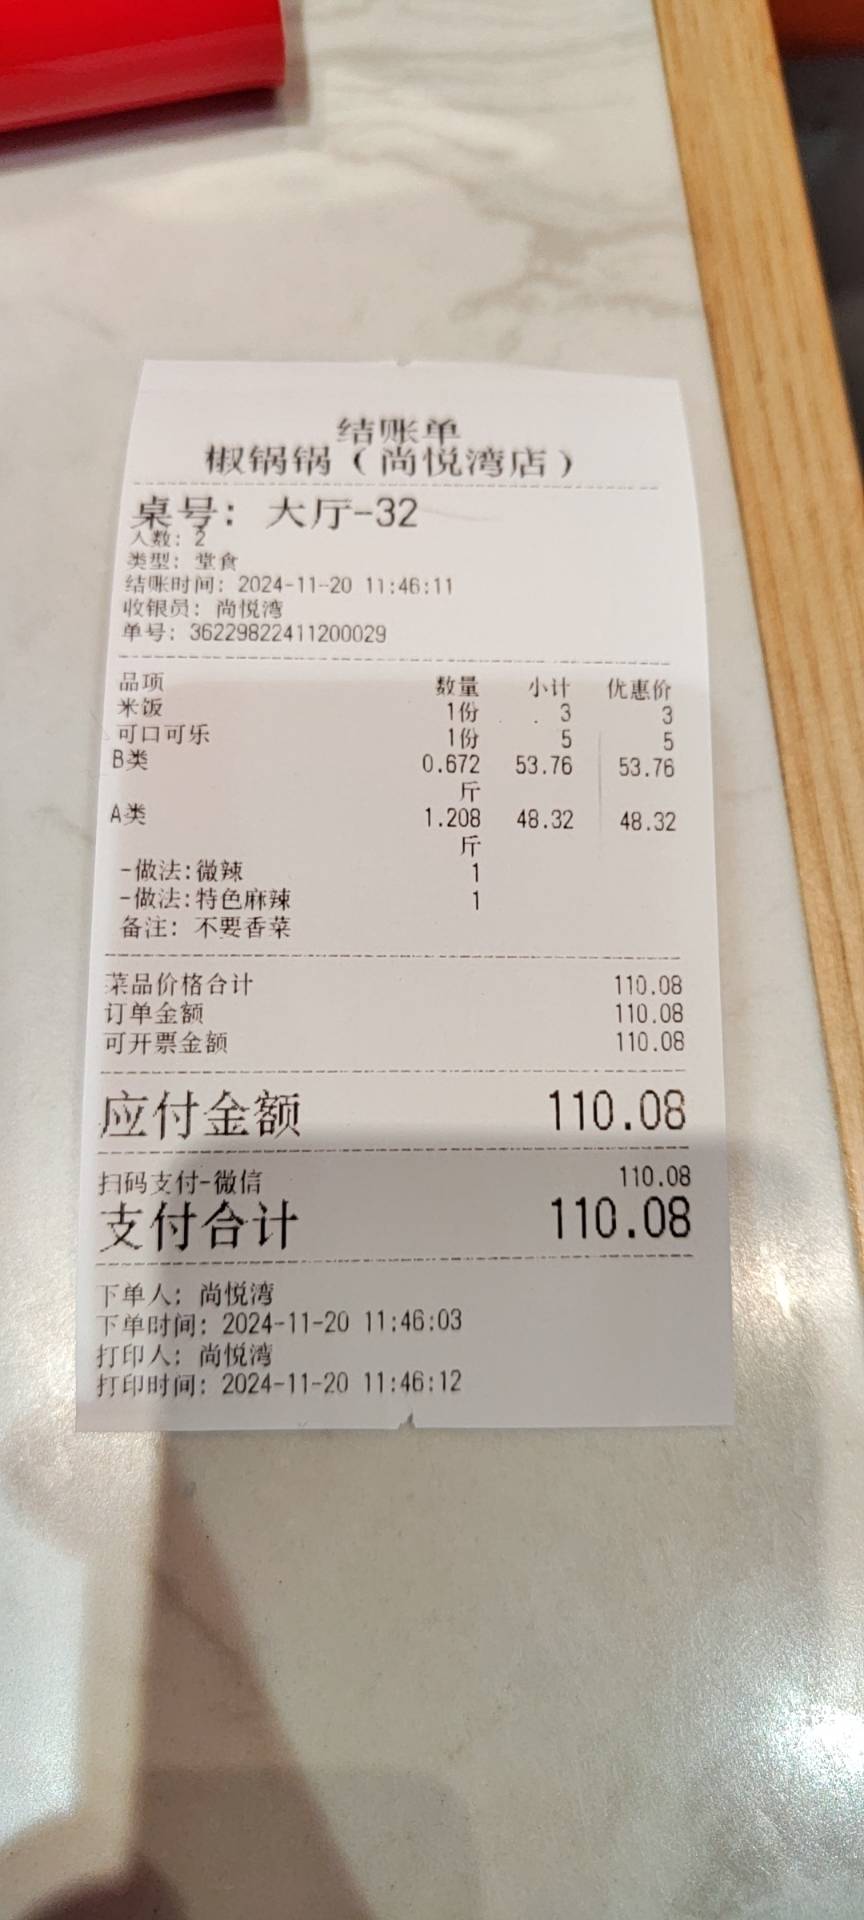 结账单
椒锅锅（尚悦湾店）
桌号：大厅-32
人数：2
类型：堂食
结账时间：2024-11-20 11:46:11
收银员：尚悦湾
单号：36229822411200029
品项 数量 小计 优惠价
米饭 1份 3 3
可口可乐 1份 5 5
B类 0.672 53.76 53.76
斤
A类 1.208 48.32 48.32
斤
-做法:微辣 1
-做法:特色麻辣 1
备注：不要香菜
菜品价格合计 110.08
订单金额 110.08
可开票金额 110.08
应付金额 110.08
扫码支付-微信 110.08
支付合计 110.08
下单人：尚悦湾
下单时间：2024-11-20 11:46:03
打印人：尚悦湾
打印时间：2024-11-20 11:46:12